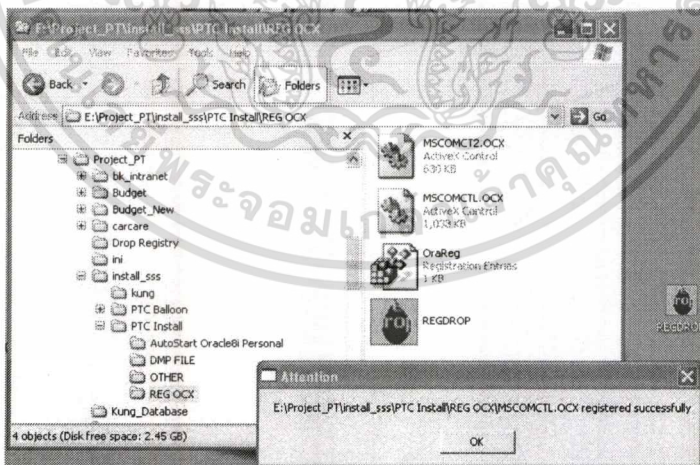 E:\Project_PT\install_sss\PTC Install\REG OCX
File Edit View Favorites Tools Help
Back Search Folders
Address E:\Project_PT\install_sss\PTC Install\REG OCX Go
Folders
Project_PT
bk_intranet
Budget
Budget_New
carcare
Drop Registry
ini
install_sss
kung
PTC Balloon
PTC Install
AutoStart Oracle8i Personal
DMP FILE
OTHER
REG OCX
Kung_Database
MSCOMCT2.OCX
ActiveX Control
630 KB
MSCOMCTL.OCX
ActiveX Control
1,038 KB
OraReg
Registration Entries
1 KB
REGDROP
REGDROP
Attention
E:\Project_PT\install_sss\PTC Install\REG OCX\MSCOMCTL.OCX registered successfully
OK
4 objects (Disk free space: 2.45 GB)